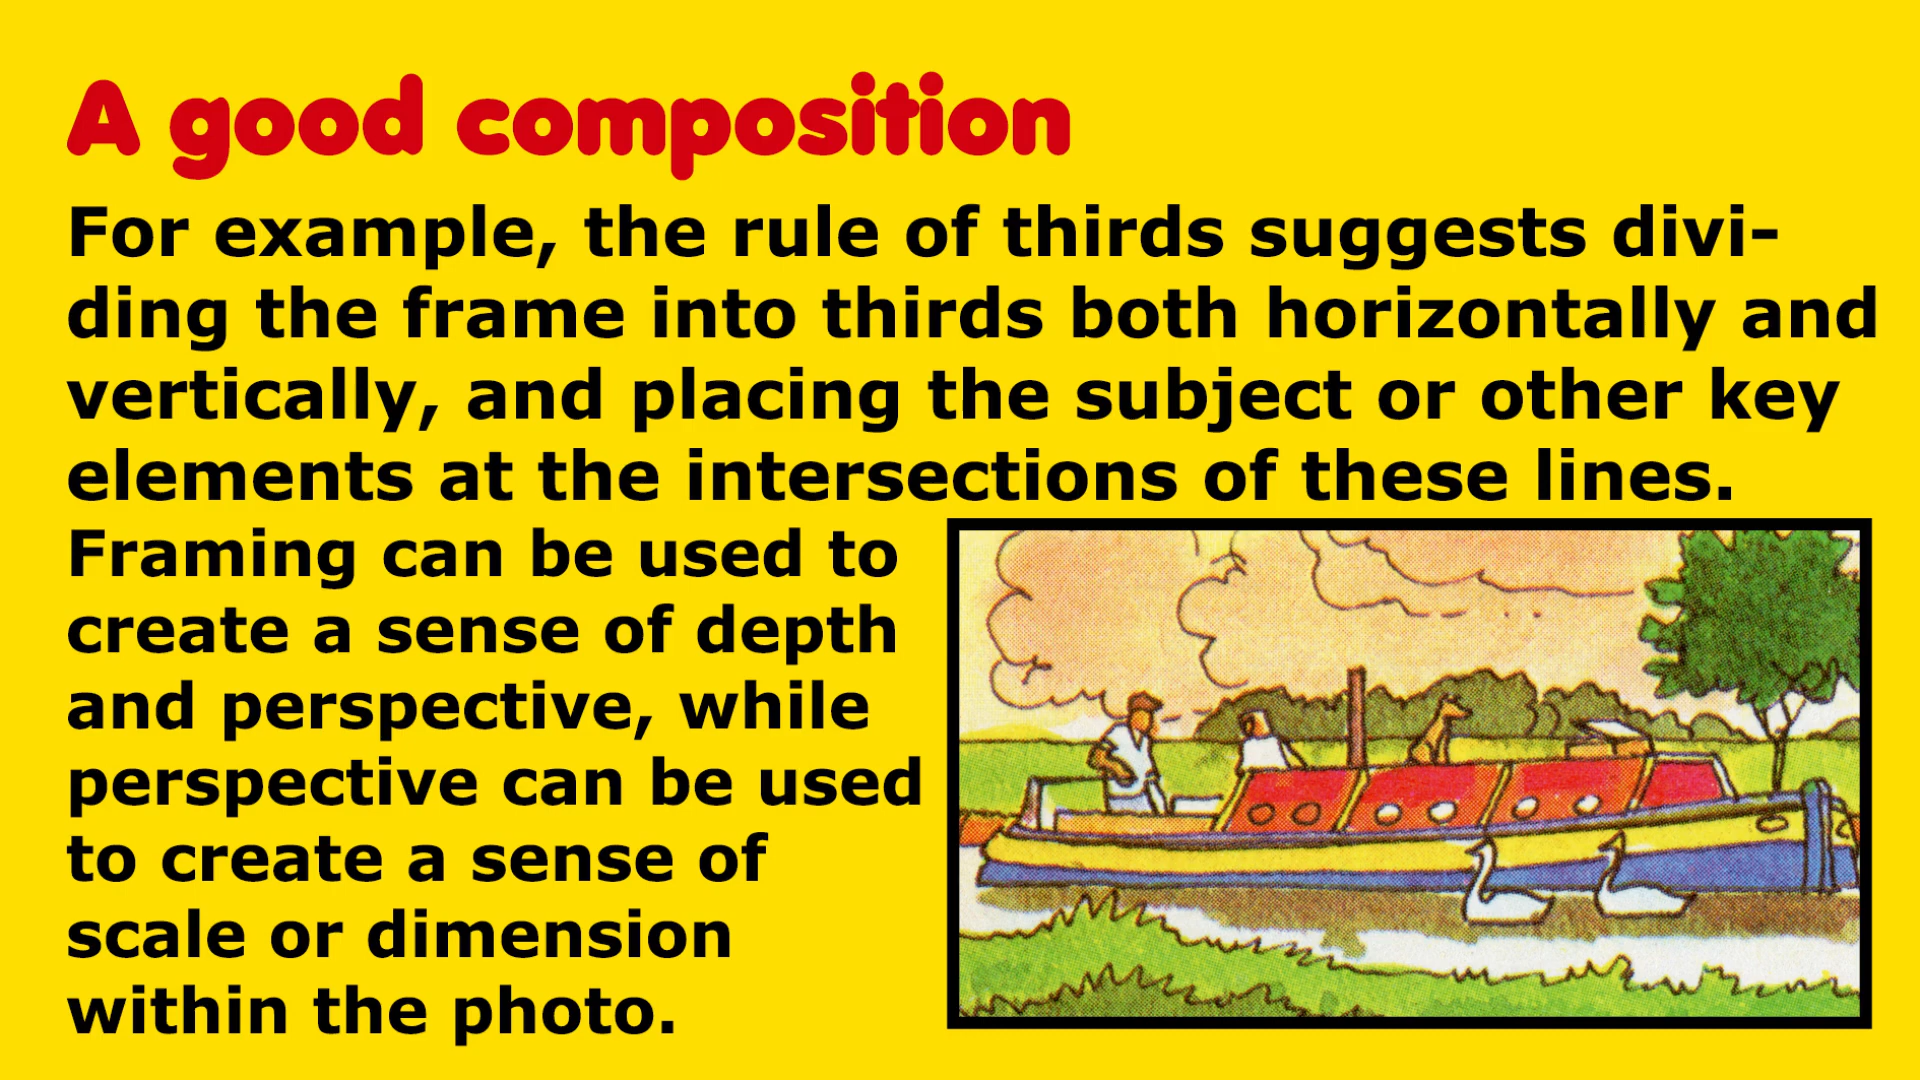 A good composition
For example, the rule of thirds suggests divi-
ding the frame into thirds both horizontally and
vertically, and placing the subject or other key
elements at the intersections of these lines.
Framing can be used to
create a sense of depth
and perspective, while
perspective can be used
to create a sense of
scale or dimension
within the photo.